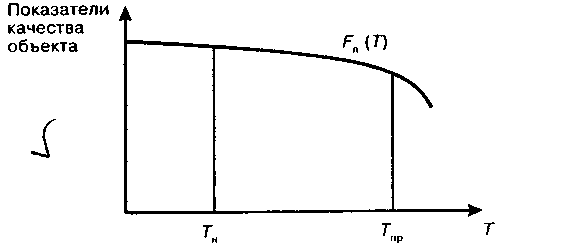 Показатели
качества
объекта
Fп (T)
Tн
Tпр
T